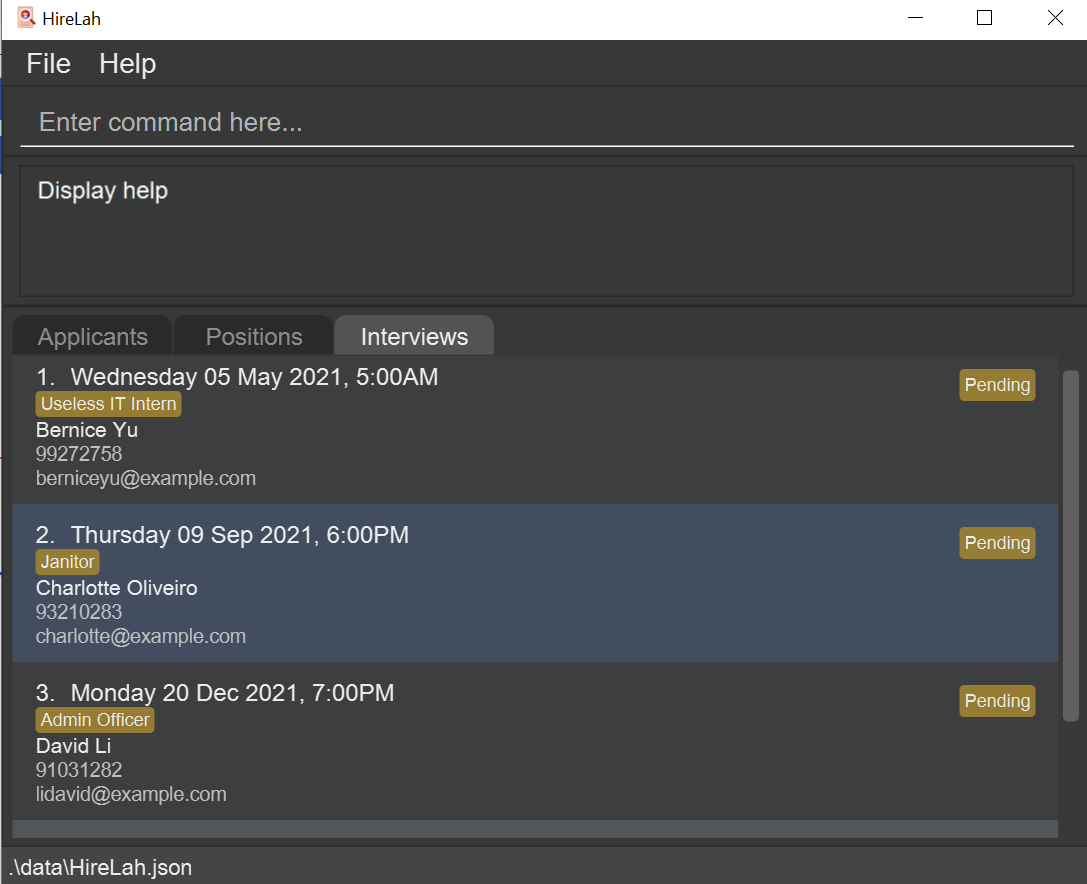 HireLah
File Help
Enter command here...
Display help
Applicants Positions Interviews
1. Wednesday 05 May 2021, 5:00AM
Pending
Useless IT Intern
Bernice Yu
99272758
berniceyu@example.com
2. Thursday 09 Sep 2021, 6:00PM
Pending
Janitor
Charlotte Oliveiro
93210283
charlotte@example.com
3. Monday 20 Dec 2021, 7:00PM
Pending
Admin Officer
David Li
91031282
lidavid@example.com
.\data\HireLah.json